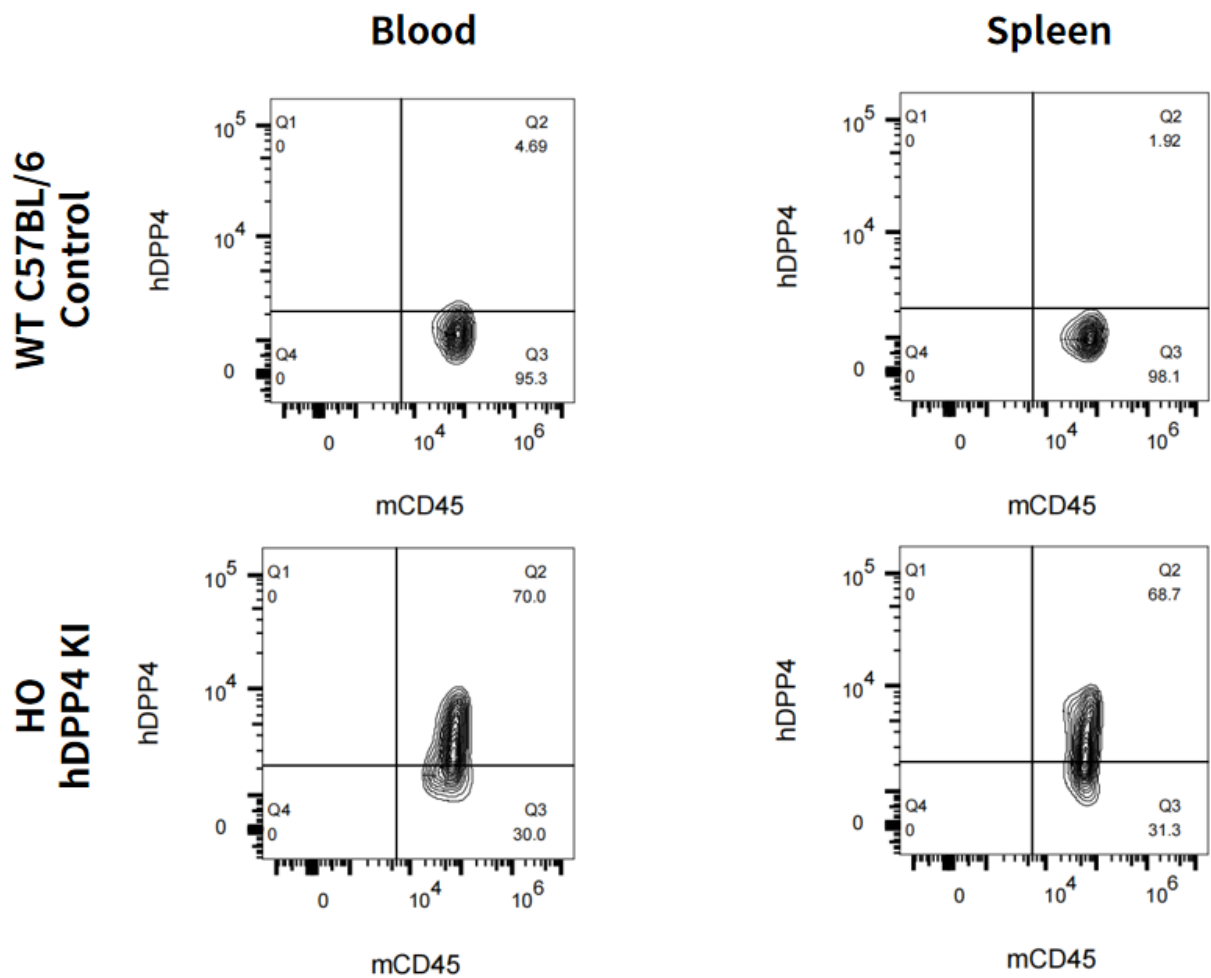 Blood
Spleen
WT C57BL/6
Control
hDPP4
10^5
10^4
0
Q1
0
Q2
4.69
Q4
0
Q3
95.3
0
10^4
10^6
mCD45
hDPP4
10^5
10^4
0
Q1
0
Q2
1.92
Q4
0
Q3
98.1
0
10^4
10^6
mCD45
HO
hDPP4 KI
hDPP4
10^5
10^4
0
Q1
0
Q2
70.0
Q4
0
Q3
30.0
0
10^4
10^6
mCD45
hDPP4
10^5
10^4
0
Q1
0
Q2
68.7
Q4
0
Q3
31.3
0
10^4
10^6
mCD45